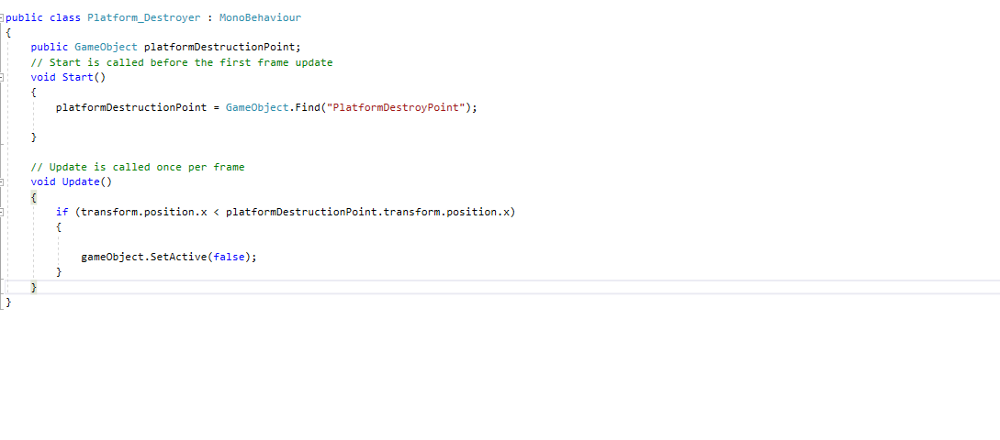 public class Platform_Destroyer : MonoBehaviour
{
    public GameObject platformDestructionPoint;
    // Start is called before the first frame update
    void Start()
    {
        platformDestructionPoint = GameObject.Find("PlatformDestroyPoint");

    }

    // Update is called once per frame
    void Update()
    {
        if (transform.position.x < platformDestructionPoint.transform.position.x)
        {

            gameObject.SetActive(false);
        }
    }
}